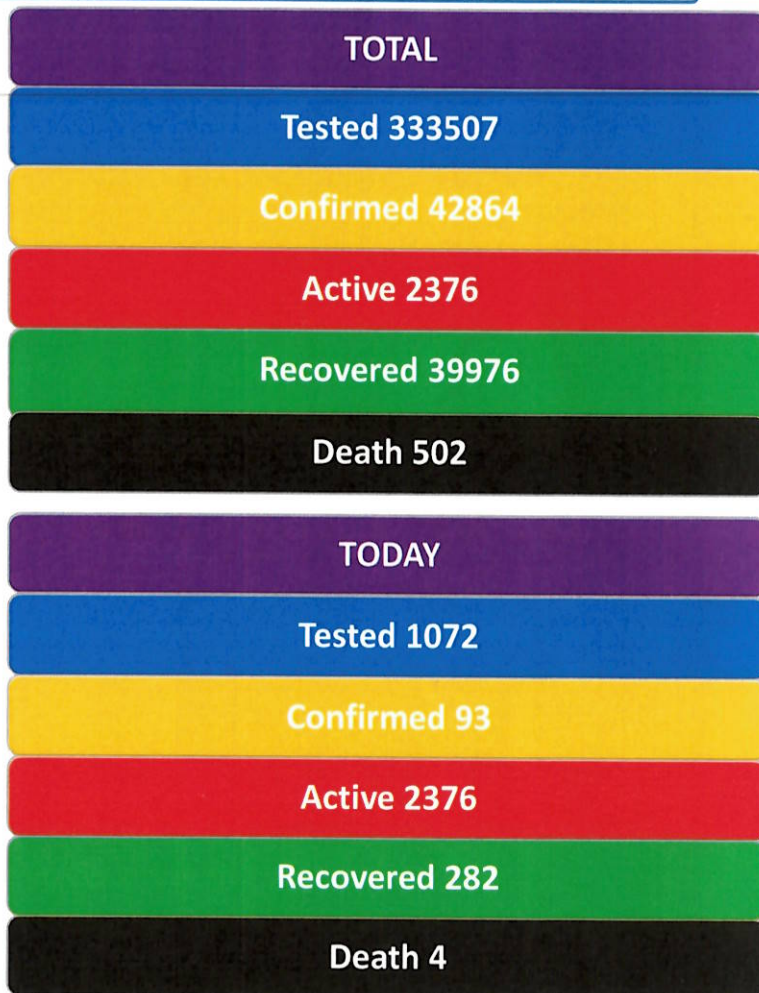 TOTAL
Tested 333507
Confirmed 42864
Active 2376
Recovered 39976
Death 502
TODAY
Tested 1072
Confirmed 93
Active 2376
Recovered 282
Death 4